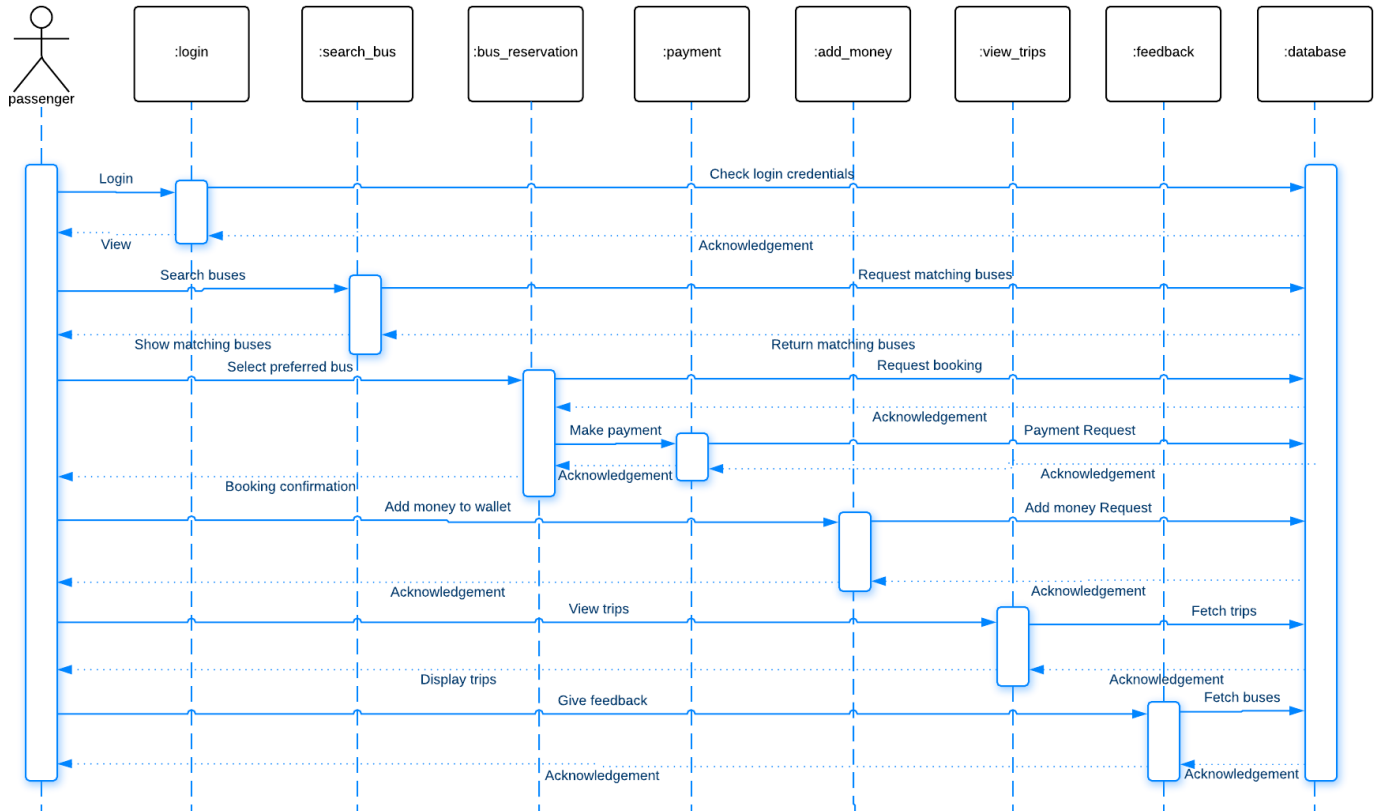 :login
:search_bus
:bus_reservation
:payment
:add_money
:view_trips
:feedback
:database
passenger
Login
Check login credentials
View
Acknowledgement
Search buses
Request matching buses
Show matching buses
Return matching buses
Select preferred bus
Request booking
Acknowledgement
Make payment
Payment Request
Acknowledgement
Acknowledgement
Booking confirmation
Add money to wallet
Add money Request
Acknowledgement
Acknowledgement
View trips
Fetch trips
Display trips
Acknowledgement
Give feedback
Fetch buses
Acknowledgement
Acknowledgement